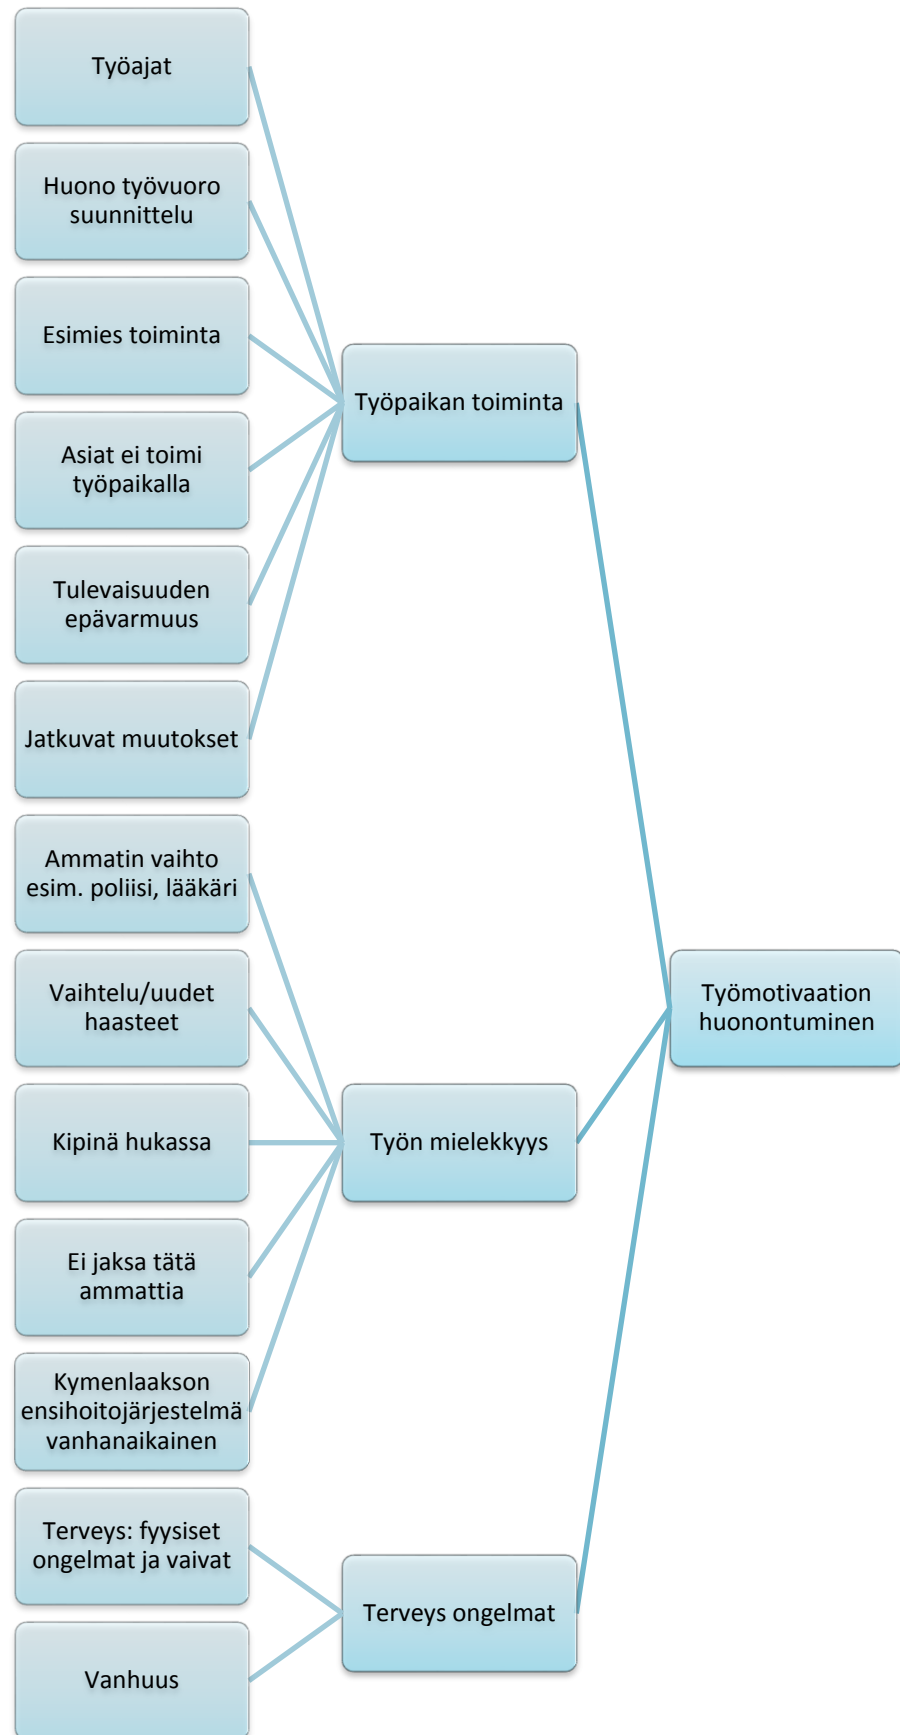 Työajat
Huono työvuoro
suunnittelu
Esimies toiminta
Asiat ei toimi
työpaikalla
Tulevaisuuden
epävarmuus
Jatkuvat muutokset
Ammatin vaihto
esim. poliisi, lääkäri
Vaihtelu/uudet
haasteet
Kipinä hukassa
Ei jaksa tätä
ammattia
Kymenlaakson
ensihoitojärjestelmä
vanhanaikainen
Terveys: fyysiset
ongelmat ja vaivat
Vanhuus
Työpaikan toiminta
Työn mielekkyys
Terveys ongelmat
Työmotivaation
huonontuminen